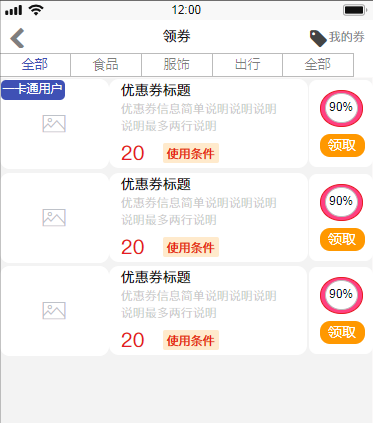 12:00
领券
我的券
全部 食品 服饰 出行 全部
一卡通用户
优惠券标题
优惠券信息简单说明说明说明
说明最多两行说明
20 使用条件
90%
领取
优惠券标题
优惠券信息简单说明说明说明
说明最多两行说明
20 使用条件
90%
领取
优惠券标题
优惠券信息简单说明说明说明
说明最多两行说明
20 使用条件
90%
领取